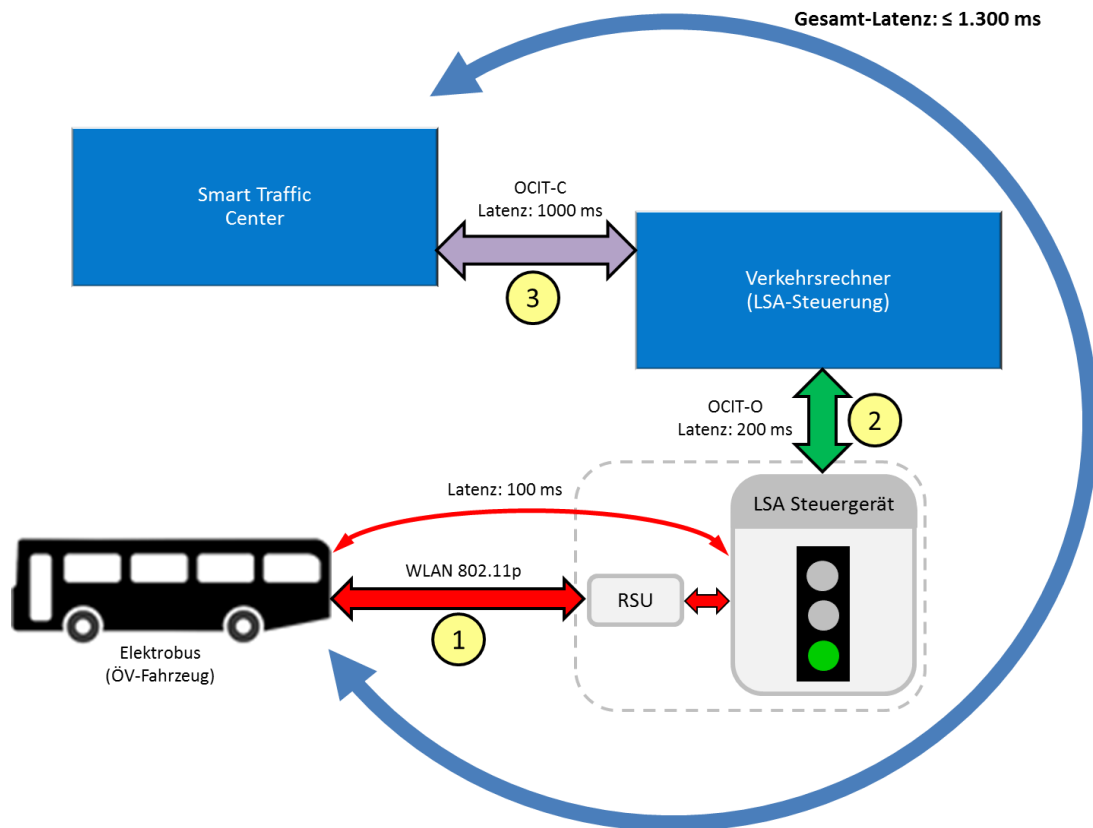 Gesamt-Latenz: ≤ 1.300 ms
Smart Traffic
Center
OCIT-C
Latenz: 1000 ms
3
Verkehrsrechner
(LSA-Steuerung)
OCIT-O
Latenz: 200 ms
2
Latenz: 100 ms
LSA Steuergerät
WLAN 802.11p
RSU
1
Elektrobus
(ÖV-Fahrzeug)